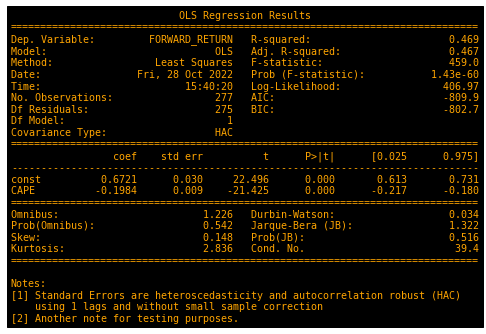 OLS Regression Results
==============================================================================
Dep. Variable:         FORWARD_RETURN   R-squared:                       0.469
Model:                            OLS   Adj. R-squared:                  0.467
Method:                 Least Squares   F-statistic:                     459.0
Date:                Fri, 28 Oct 2022   Prob (F-statistic):           1.43e-60
Time:                        15:40:20   Log-Likelihood:                 406.97
No. Observations:                 277   AIC:                            -809.9
Df Residuals:                     275   BIC:                            -802.7
Df Model:                           1
Covariance Type:                  HAC
==============================================================================
                 coef    std err          t      P>|t|      [0.025      0.975]
------------------------------------------------------------------------------
const          0.6721      0.030     22.496      0.000       0.613       0.731
CAPE          -0.1984      0.009    -21.425      0.000      -0.217      -0.180
==============================================================================
Omnibus:                        1.226   Durbin-Watson:                   0.034
Prob(Omnibus):                  0.542   Jarque-Bera (JB):                1.322
Skew:                           0.148   Prob(JB):                        0.516
Kurtosis:                       2.836   Cond. No.                         39.4
==============================================================================

Notes:
[1] Standard Errors are heteroscedasticity and autocorrelation robust (HAC)
    using 1 lags and without small sample correction
[2] Another note for testing purposes.